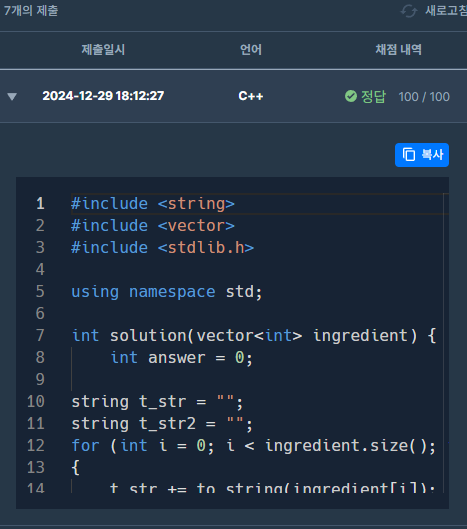 7개의 제출 새로고침
제출일시 언어 채점 내역
2024-12-29 18:12:27 C++ 정답 100 / 100
복사
1 #include <string>
2 #include <vector>
3 #include <stdlib.h>
4
5 using namespace std;
6
7 int solution(vector<int> ingredient) {
8     int answer = 0;
9
10 string t_str = "";
11 string t_str2 = "";
12 for (int i = 0; i < ingredient.size();
13 {
14     t_str += to_string(ingredient[i]);